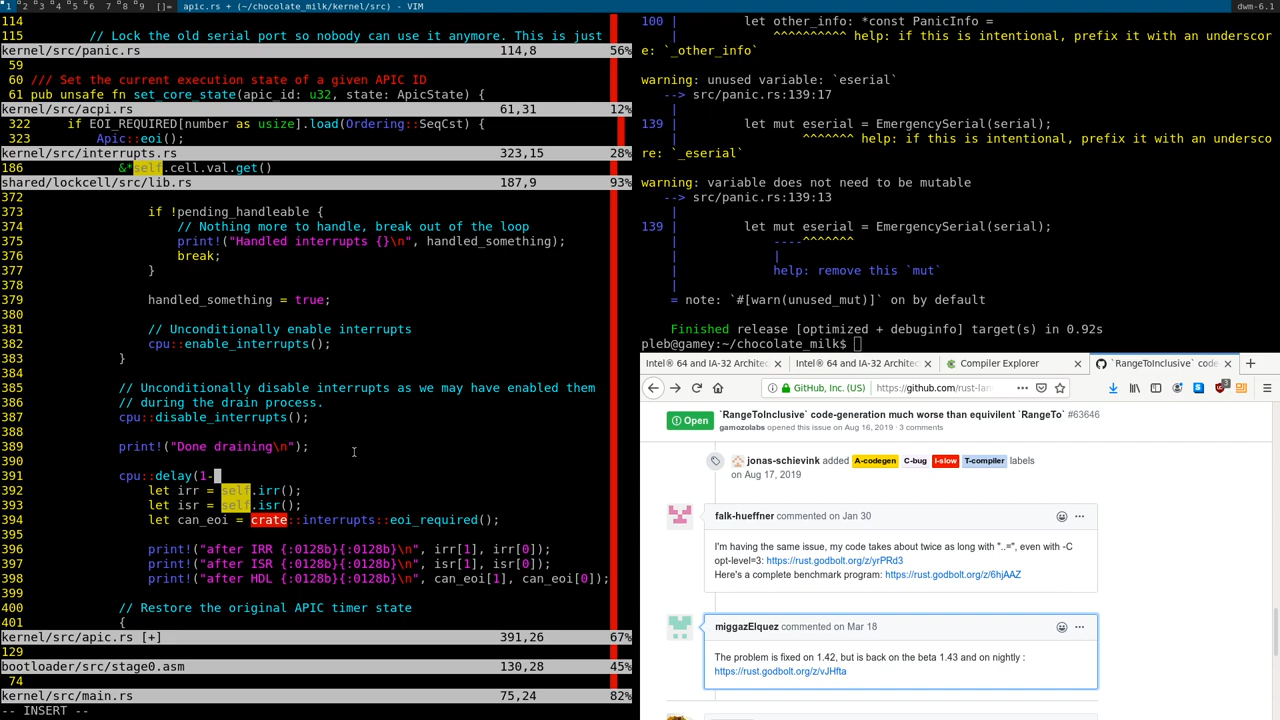 1 2 3 4 5 6 7 8 9 []= apic.rs + (~/chocolate_milk/kernel/src) - VIM dwm-6.1
114
115 // Lock the old serial port so nobody can use it anymore. This is just
kernel/src/panic.rs 114,8 56%
59
60 /// Set the current execution state of a given APIC ID
61 pub unsafe fn set_core_state(apic_id: u32, state: ApicState) {
kernel/src/acpi.rs 61,31 12%
322 if EOI_REQUIRED[number as usize].load(Ordering::SeqCst) {
323 Apic::eoi();
kernel/src/interrupts.rs 323,15 28%
186 &*self.cell.val.get()
shared/lockcell/src/lib.rs 187,9 93%
372
373 if !pending_handleable {
374 // Nothing more to handle, break out of the loop
375 print!("Handled interrupts {}\n", handled_something);
376 break;
377 }
378
379 handled_something = true;
380
381 // Unconditionally enable interrupts
382 cpu::enable_interrupts();
383 }
384
385 // Unconditionally disable interrupts as we may have enabled them
386 // during the drain process.
387 cpu::disable_interrupts();
388
389 print!("Done draining\n");
390
391 cpu::delay(1-
392 let irr = self.irr();
393 let isr = self.isr();
394 let can_eoi = crate::interrupts::eoi_required();
395
396 print!("after IRR {:0128b}{:0128b}\n", irr[1], irr[0]);
397 print!("after ISR {:0128b}{:0128b}\n", isr[1], isr[0]);
398 print!("after HDL {:0128b}{:0128b}\n", can_eoi[1], can_eoi[0]);
399
400 // Restore the original APIC timer state
401 {
kernel/src/apic.rs [+] 391,26 67%
129
bootloader/src/stage0.asm 130,28 45%
74
kernel/src/main.rs 75,24 82%
-- INSERT --
100 | let other_info: *const PanicInfo =
| ^^^^^^^^^^ help: if this is intentional, prefix it with an underscor
e: `_other_info`
warning: unused variable: `eserial`
--> src/panic.rs:139:17
|
139 | let mut eserial = EmergencySerial(serial);
| ^^^^^^^ help: if this is intentional, prefix it with an undersco
re: `_eserial`
warning: variable does not need to be mutable
--> src/panic.rs:139:13
|
139 | let mut eserial = EmergencySerial(serial);
| ----^^^^^^^
| |
| help: remove this `mut`
|
= note: `#[warn(unused_mut)]` on by default
Finished release [optimized + debuginfo] target(s) in 0.92s
pleb@gamey:~/chocolate_milk$
Intel® 64 and IA-32 Architec Intel® 64 and IA-32 Architec Compiler Explorer `RangeToInclusive` code-
GitHub, Inc. (US) https://github.com/rust-lan
Open `RangeToInclusive` code-generation much worse than equivilent `RangeTo` #63646
gamozolabs opened this issue on Aug 16, 2019 · 3 comments
jonas-schievink added A-codegen C-bug I-slow T-compiler labels
on Aug 17, 2019
falk-hueffner commented on Jan 30
I'm having the same issue, my code takes about twice as long with "..=", even with -C
opt-level=3: https://rust.godbolt.org/z/yrPRd3
Here's a complete benchmark program: https://rust.godbolt.org/z/6hjAAZ
miggazElquez commented on Mar 18
The problem is fixed on 1.42, but is back on the beta 1.43 and on nightly :
https://rust.godbolt.org/z/vJHfta